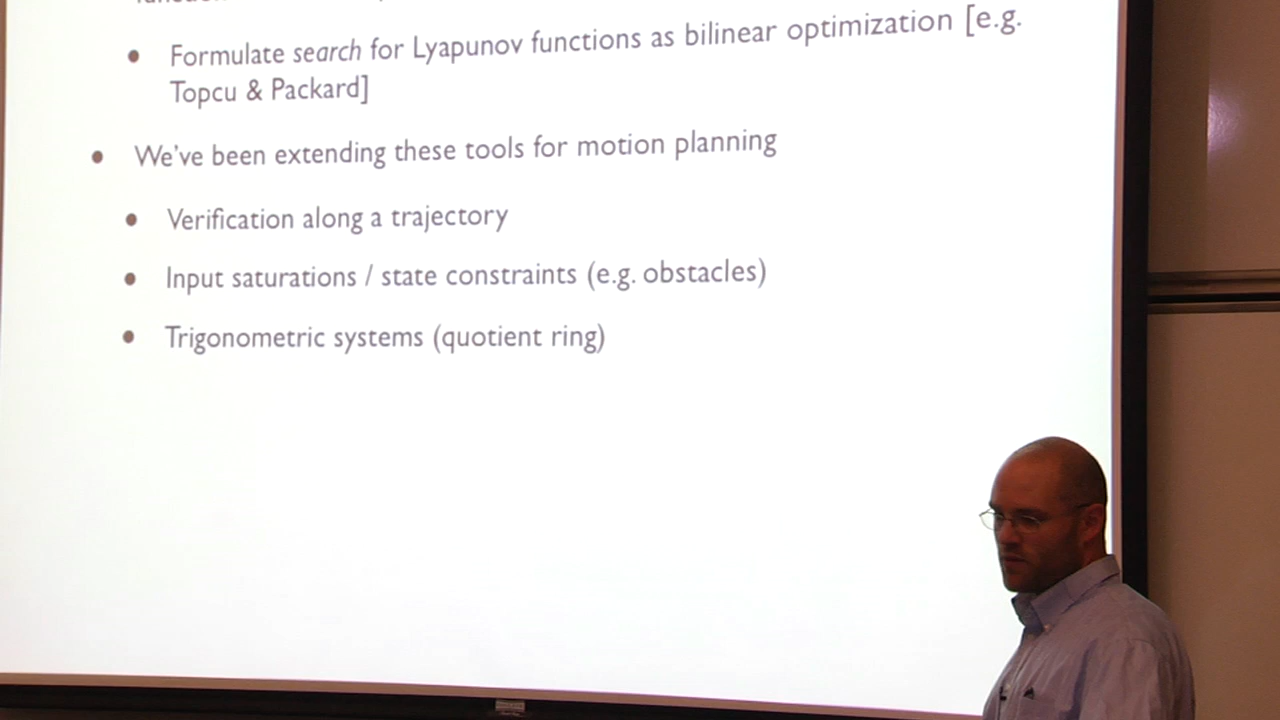 • Formulate search for Lyapunov functions as bilinear optimization [e.g.
Topcu & Packard]
• We've been extending these tools for motion planning
• Verification along a trajectory
• Input saturations / state constraints (e.g. obstacles)
• Trigonometric systems (quotient ring)